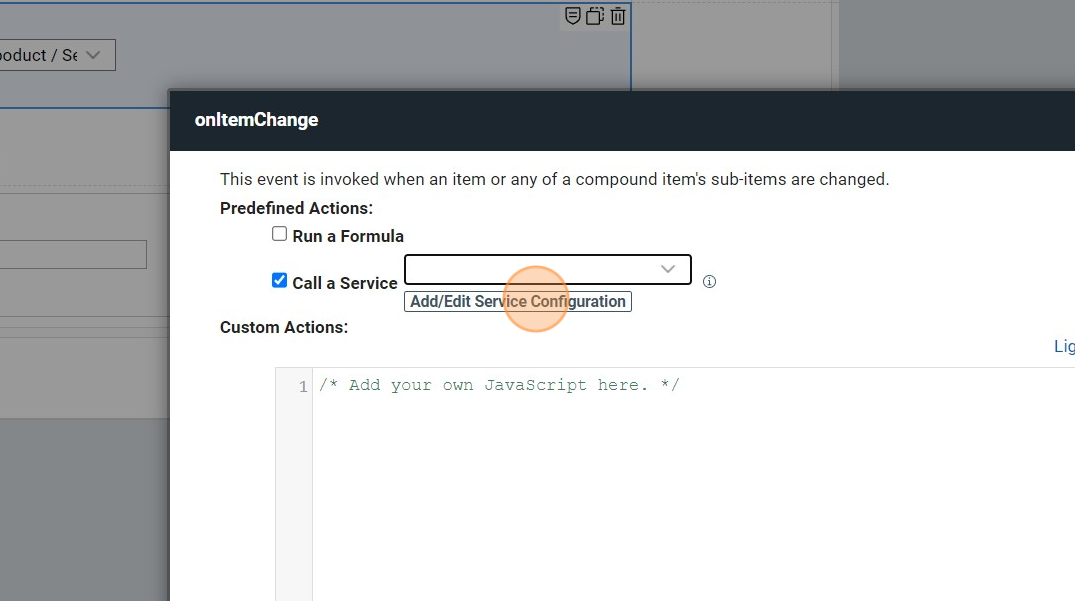 product / Se
onItemChange
This event is invoked when an item or any of a compound item's sub-items are changed.
Predefined Actions:
Run a Formula
Call a Service
Add/Edit Service Configuration
Custom Actions:
Lig
1 /* Add your own JavaScript here. */